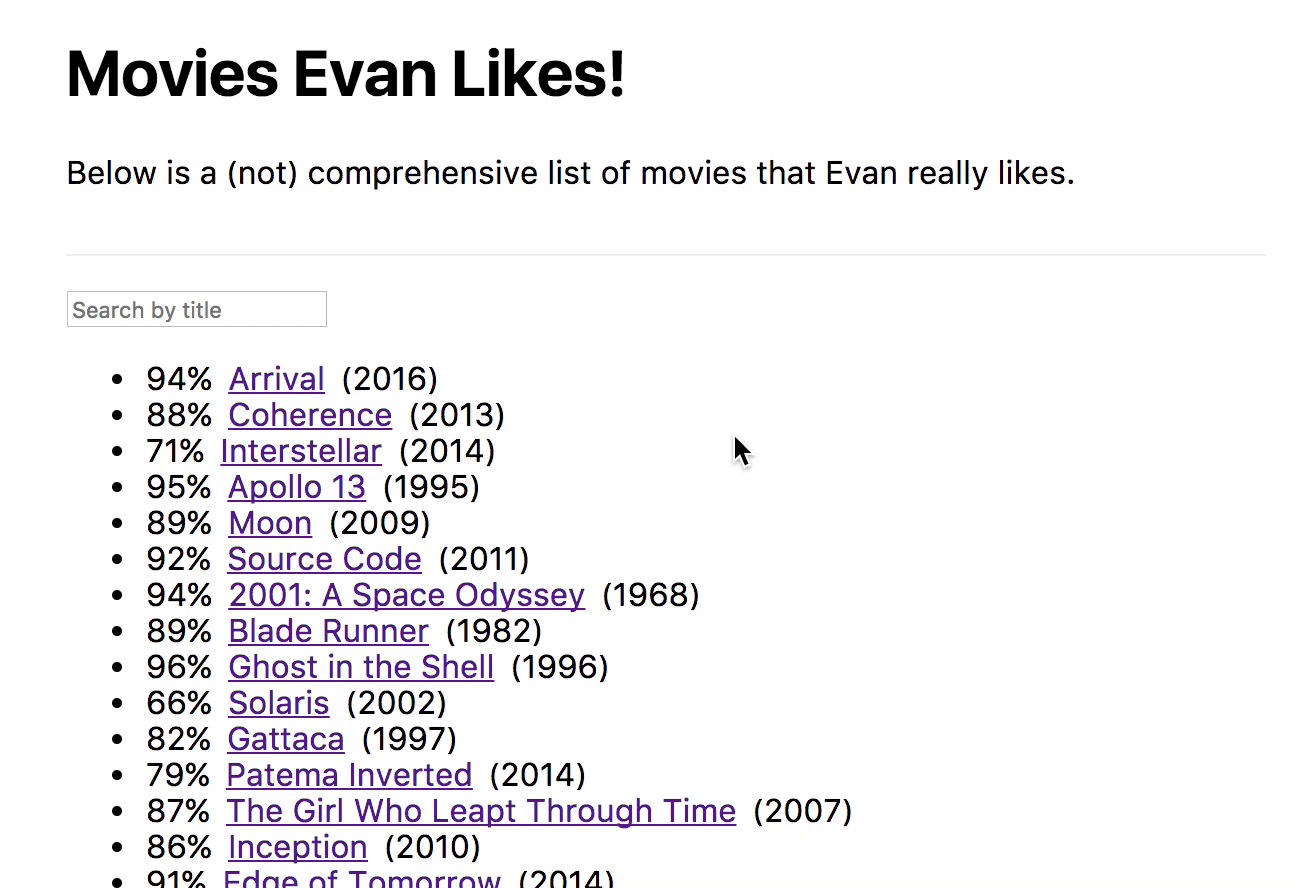 Movies Evan Likes!
Below is a (not) comprehensive list of movies that Evan really likes.
Search by title
• 94% Arrival (2016)
• 88% Coherence (2013)
• 71% Interstellar (2014)
• 95% Apollo 13 (1995)
• 89% Moon (2009)
• 92% Source Code (2011)
• 94% 2001: A Space Odyssey (1968)
• 89% Blade Runner (1982)
• 96% Ghost in the Shell (1996)
• 66% Solaris (2002)
• 82% Gattaca (1997)
• 79% Patema Inverted (2014)
• 87% The Girl Who Leapt Through Time (2007)
• 86% Inception (2010)
• 91% Edge of Tomorrow (2014)